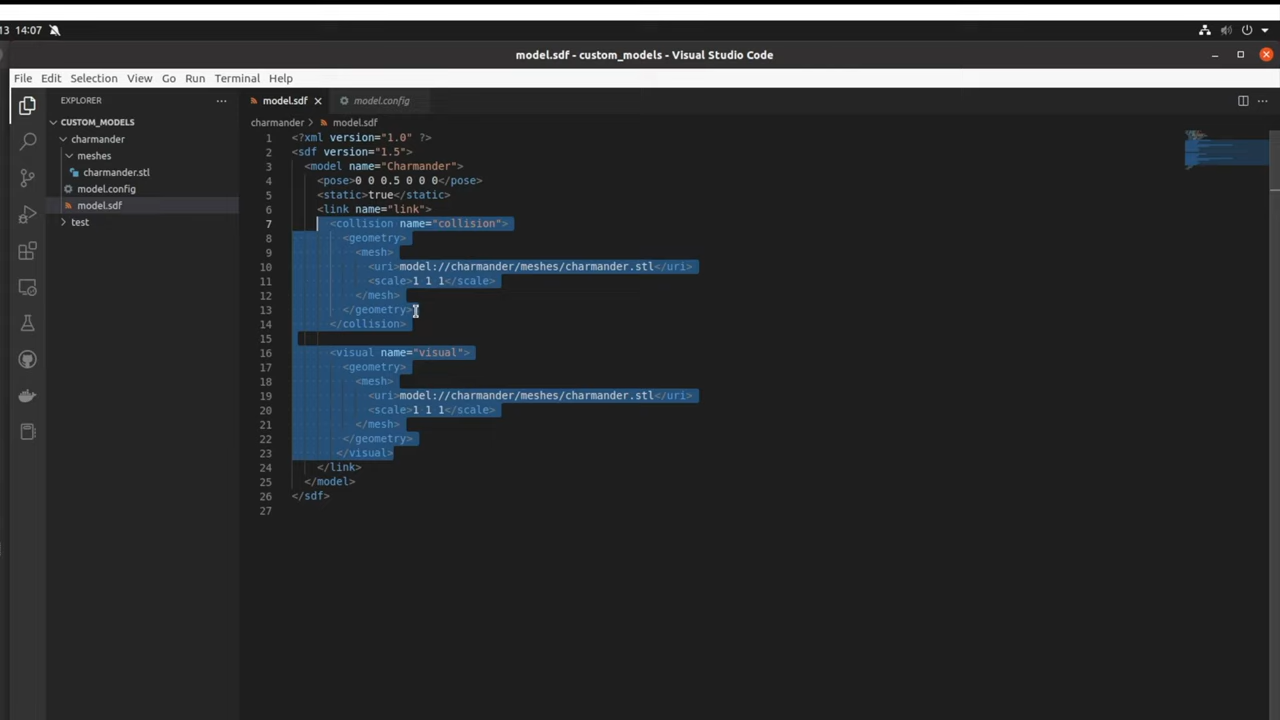 13 14:07
model.sdf - custom_models - Visual Studio Code
File Edit Selection View Go Run Terminal Help
EXPLORER
CUSTOM_MODELS
charmander
meshes
charmander.stl
model.config
model.sdf
test
model.sdf model.config
charmander > model.sdf
1 <?xml version="1.0" ?>
2 <sdf version="1.5">
3 <model name="Charmander">
4 <pose>0 0 0.5 0 0 0</pose>
5 <static>true</static>
6 <link name="link">
7 <collision name="collision">
8 <geometry>
9 <mesh>
10 <uri>model://charmander/meshes/charmander.stl</uri>
11 <scale>1 1 1</scale>
12 </mesh>
13 </geometry>
14 </collision>
15
16 <visual name="visual">
17 <geometry>
18 <mesh>
19 <uri>model://charmander/meshes/charmander.stl</uri>
20 <scale>1 1 1</scale>
21 </mesh>
22 </geometry>
23 </visual>
24 </link>
25 </model>
26 </sdf>
27